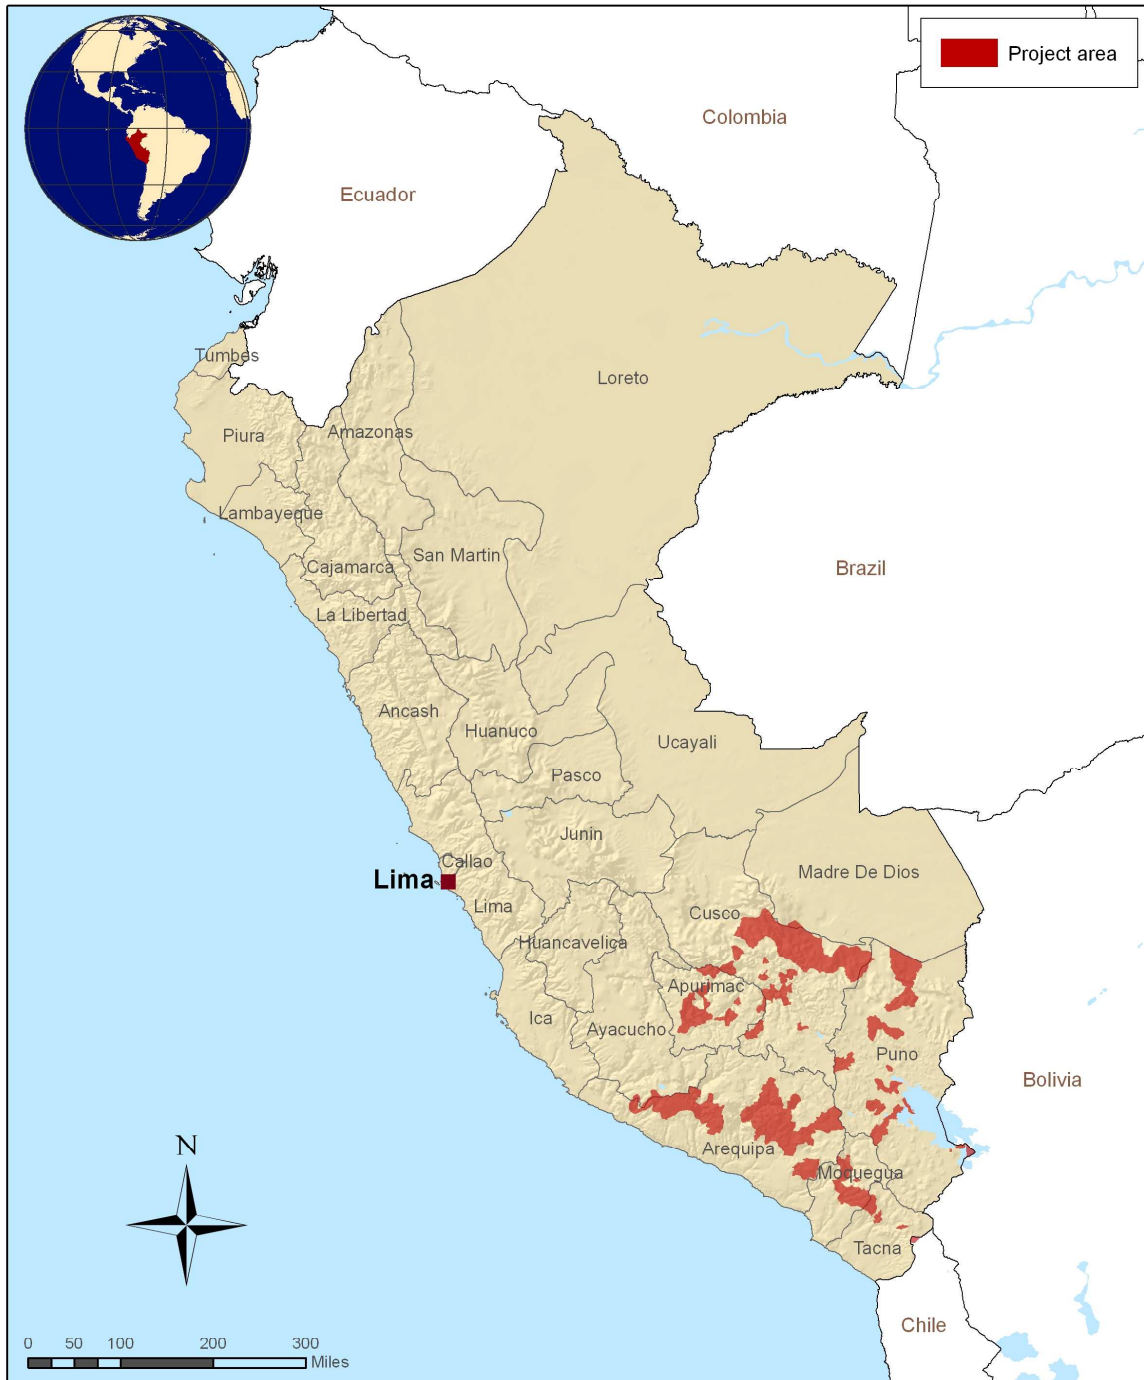 Project area
Colombia
Ecuador
Tumbes
Loreto
Piura
Amazonas
Lambayeque
San Martin
Cajamarca
Brazil
La Libertad
Ancash
Huanuco
Ucayali
Pasco
Junin
Callao
Madre De Dios
Lima
Lima
Cusco
Huancavelica
Apurimac
Ica
Ayacucho
Puno
Bolivia
Arequipa
Moquegua
N
Tacna
Chile
0 50 100 200 300
Miles